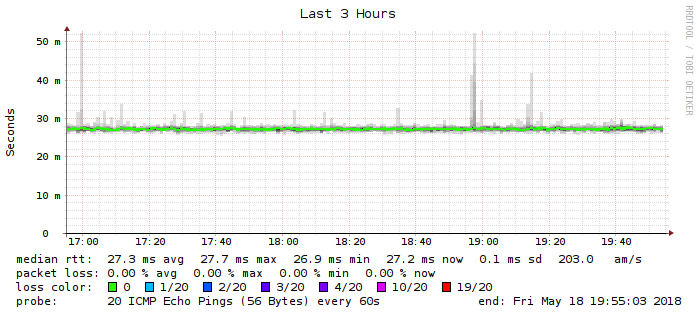 Last 3 Hours
RRDTOOL / TOBI OETIKER
Seconds
50 m
40 m
30 m
20 m
10 m
0
17:00 17:20 17:40 18:00 18:20 18:40 19:00 19:20 19:40
median rtt: 27.3 ms avg 27.7 ms max 26.9 ms min 27.2 ms now 0.1 ms sd 203.0 am/s
packet loss: 0.00 % avg 0.00 % max 0.00 % min 0.00 % now
loss color: 0 1/20 2/20 3/20 4/20 10/20 19/20
probe: 20 ICMP Echo Pings (56 Bytes) every 60s end: Fri May 18 19:55:03 2018